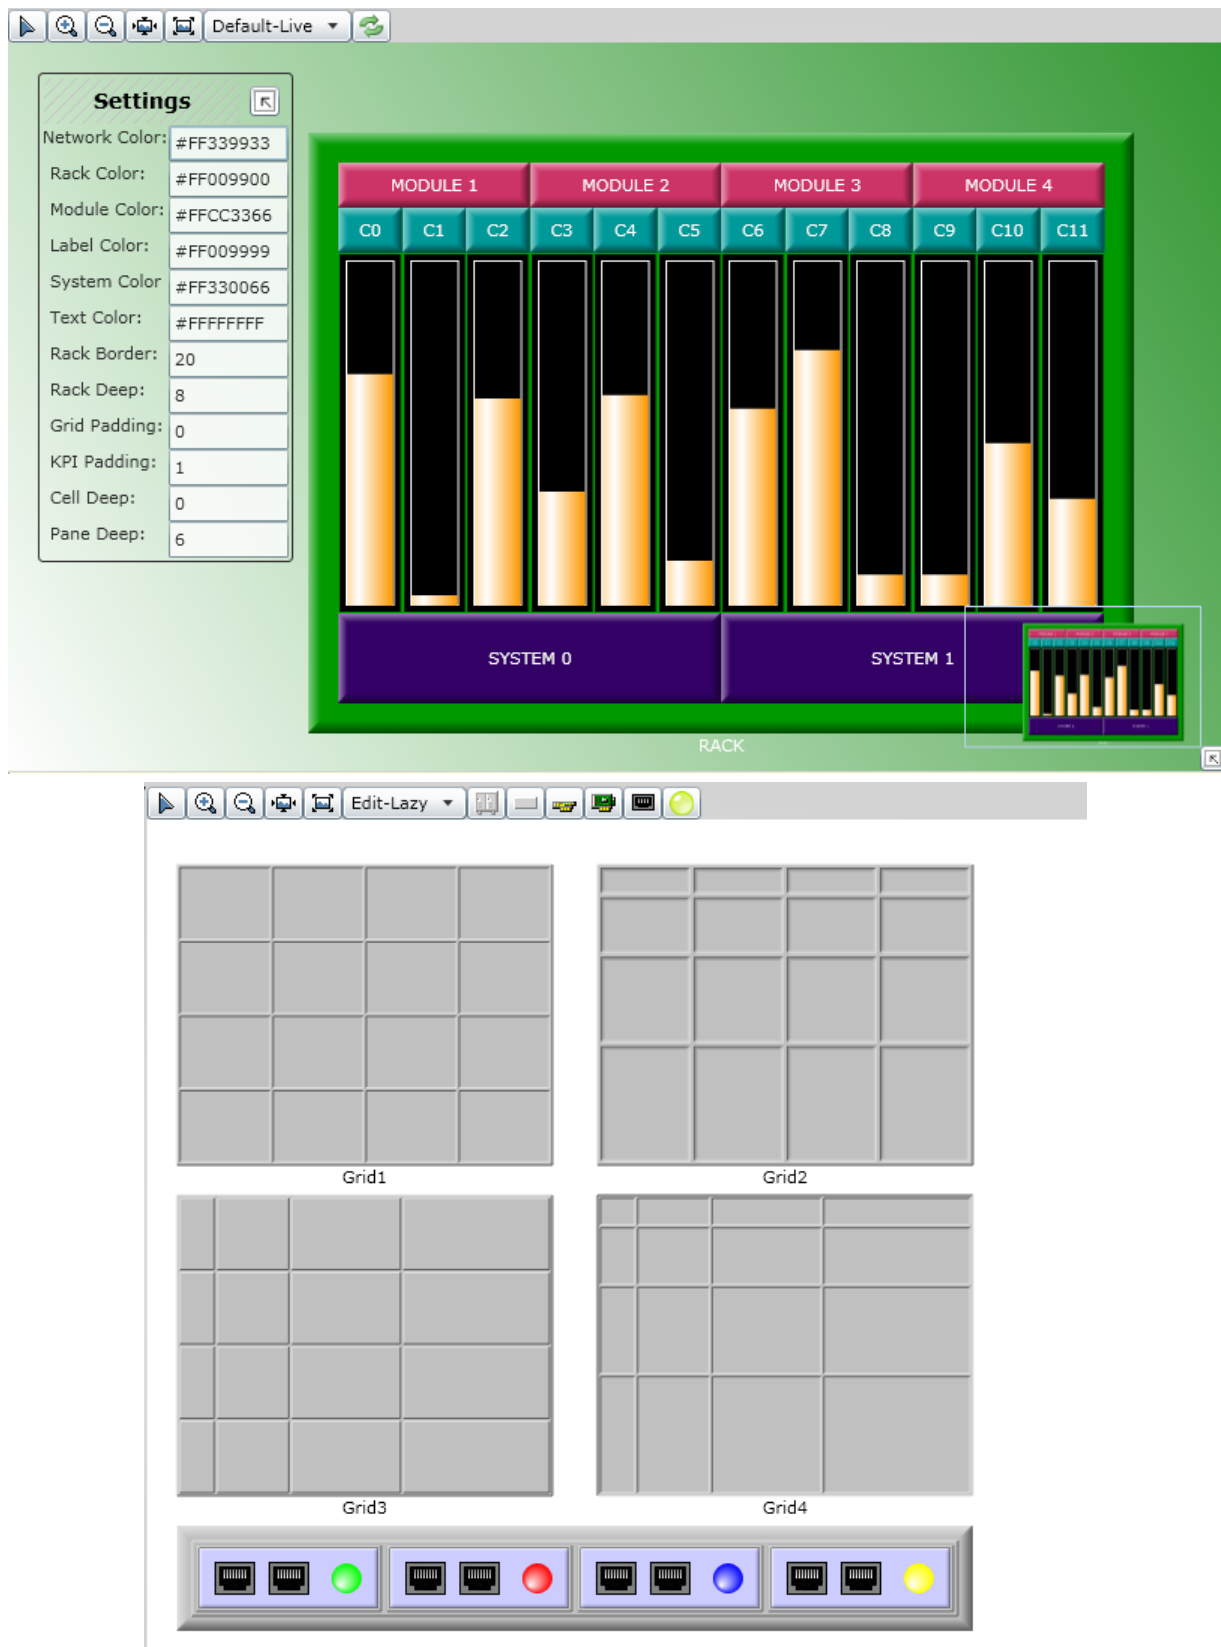 Default-Live
Settings
Network Color: #FF339933
Rack Color: #FF009900
Module Color: #FFCC3366
Label Color: #FF009999
System Color #FF330066
Text Color: #FFFFFFFF
Rack Border: 20
Rack Deep: 8
Grid Padding: 0
KPI Padding: 1
Cell Deep: 0
Pane Deep: 6
MODULE 1 MODULE 2 MODULE 3 MODULE 4
C0 C1 C2 C3 C4 C5 C6 C7 C8 C9 C10 C11
SYSTEM 0 SYSTEM 1
RACK
Edit-Lazy
Grid1 Grid2
Grid3 Grid4